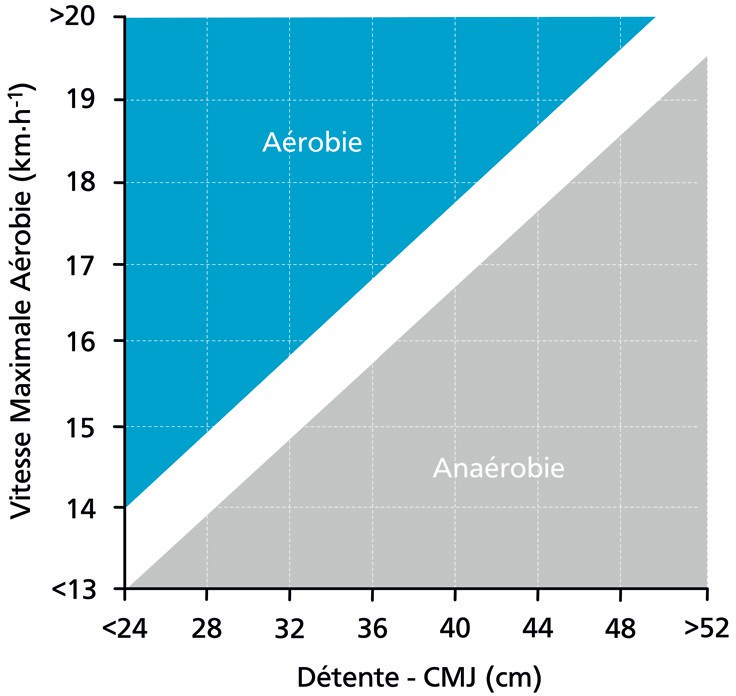 >20
19
18
17
16
15
14
<13
Vitesse Maximale Aérobie (km·h-1)
Aérobie
Anaérobie
<24 28 32 36 40 44 48 >52
Détente - CMJ (cm)